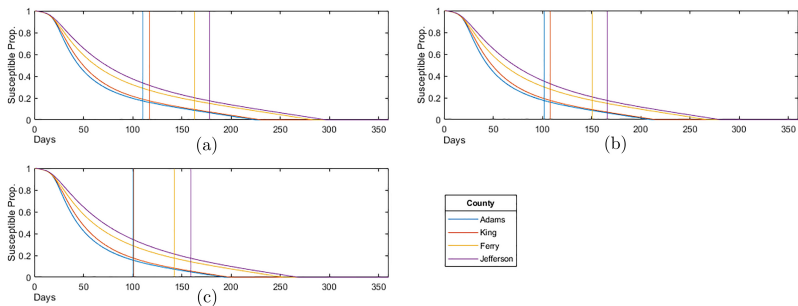 Susceptible Prop.
1
0.8
0.6
0.4
0.2
0
0 50 100 150 200 250 300 350
Days
(a)
Susceptible Prop.
1
0.8
0.6
0.4
0.2
0
0 50 100 150 200 250 300 350
Days
(b)
Susceptible Prop.
1
0.8
0.6
0.4
0.2
0
0 50 100 150 200 250 300 350
Days
(c)
County
Adams
King
Ferry
Jefferson